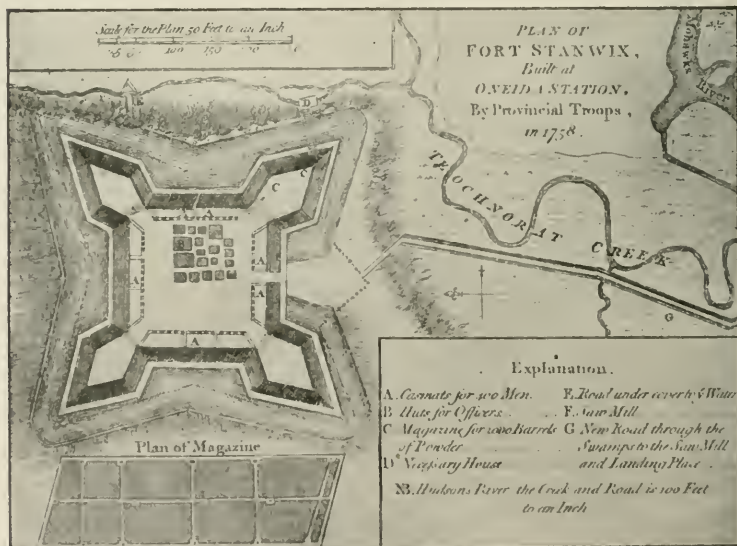 Scale for the Plan 50 Feet to an Inch
100 150
PLAN OF
FORT STANWIX,
Built at
ONEIDA STATION,
By Provincial Troops,
in 1758.
Mohawks
River
TEOCHNORAT CREEK
D
C
C
A
A
A
A
A
G
Explanation.
A. Casmats for 400 Men.
B Huts for Officers
C Magazine for 1000 Barrels
of Powder
D Necessary House
E. Road under cover to ye Water
F. Saw Mill
G New Road through the
Swamps to the Saw Mill
and Landing Place.
NB. Hudsons River the Creek and Road is 100 Feet
to an Inch
Plan of Magazine